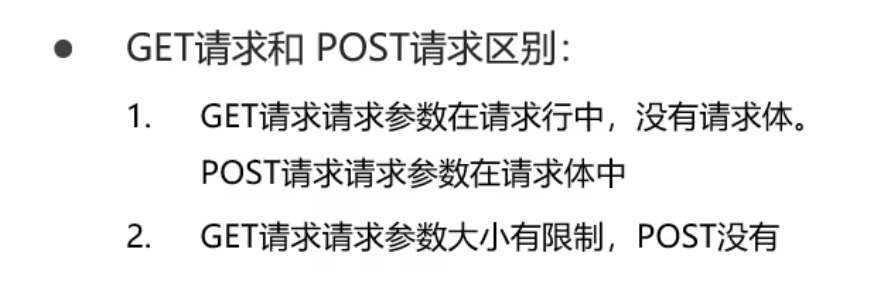 ● GET请求和 POST请求区别：
1. GET请求请求参数在请求行中，没有请求体。
POST请求请求参数在请求体中
2. GET请求请求参数大小有限制，POST没有